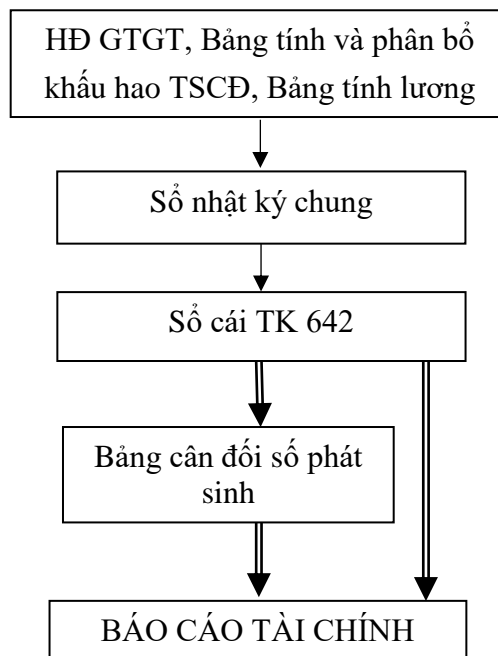 HĐ GTGT, Bảng tính và phân bổ
khấu hao TSCĐ, Bảng tính lương
Sổ nhật ký chung
Sổ cái TK 642
Bảng cân đối số phát
sinh
BÁO CÁO TÀI CHÍNH